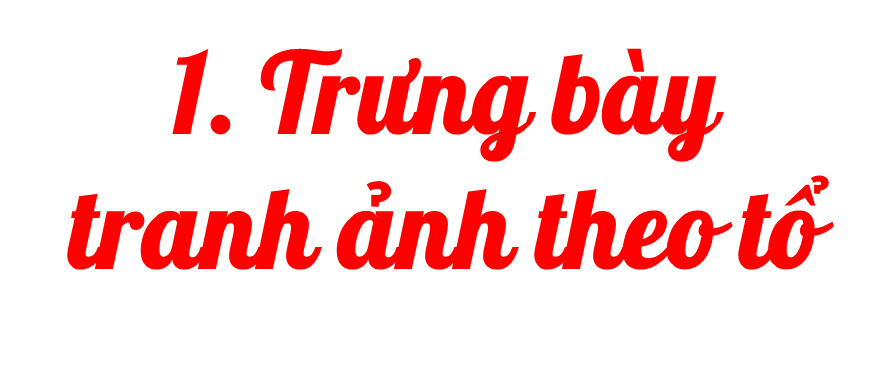 1. Trưng bày
tranh ảnh theo tổ